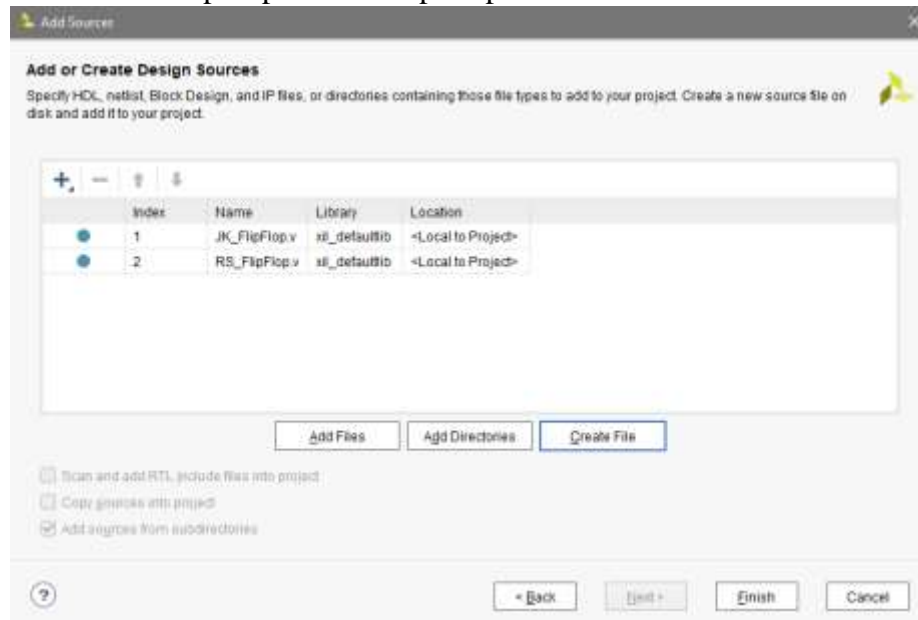 Add Sources
Add or Create Design Sources
Specify HDL, netlist, Block Design, and IP files, or directories containing those file types to add to your project. Create a new source file on
disk and add it to your project.
Index Name Library Location
1 JK_FlipFlop.v xil_defaultlib <Local to Project>
2 RS_FlipFlop.v xil_defaultlib <Local to Project>
Add Files Add Directories Create File
Scan and add RTL include files into project
Copy sources into project
Add sources from subdirectories
? < Back Next > Finish Cancel